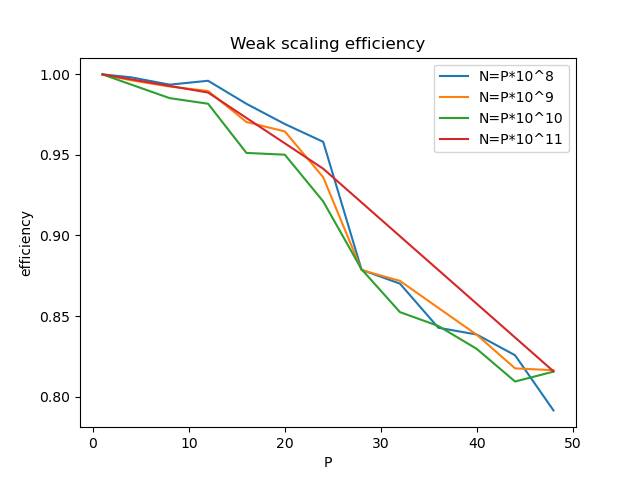 Weak scaling efficiency
N=P*10^8
N=P*10^9
N=P*10^10
N=P*10^11
efficiency
1.00
0.95
0.90
0.85
0.80
0 10 20 30 40 50
P